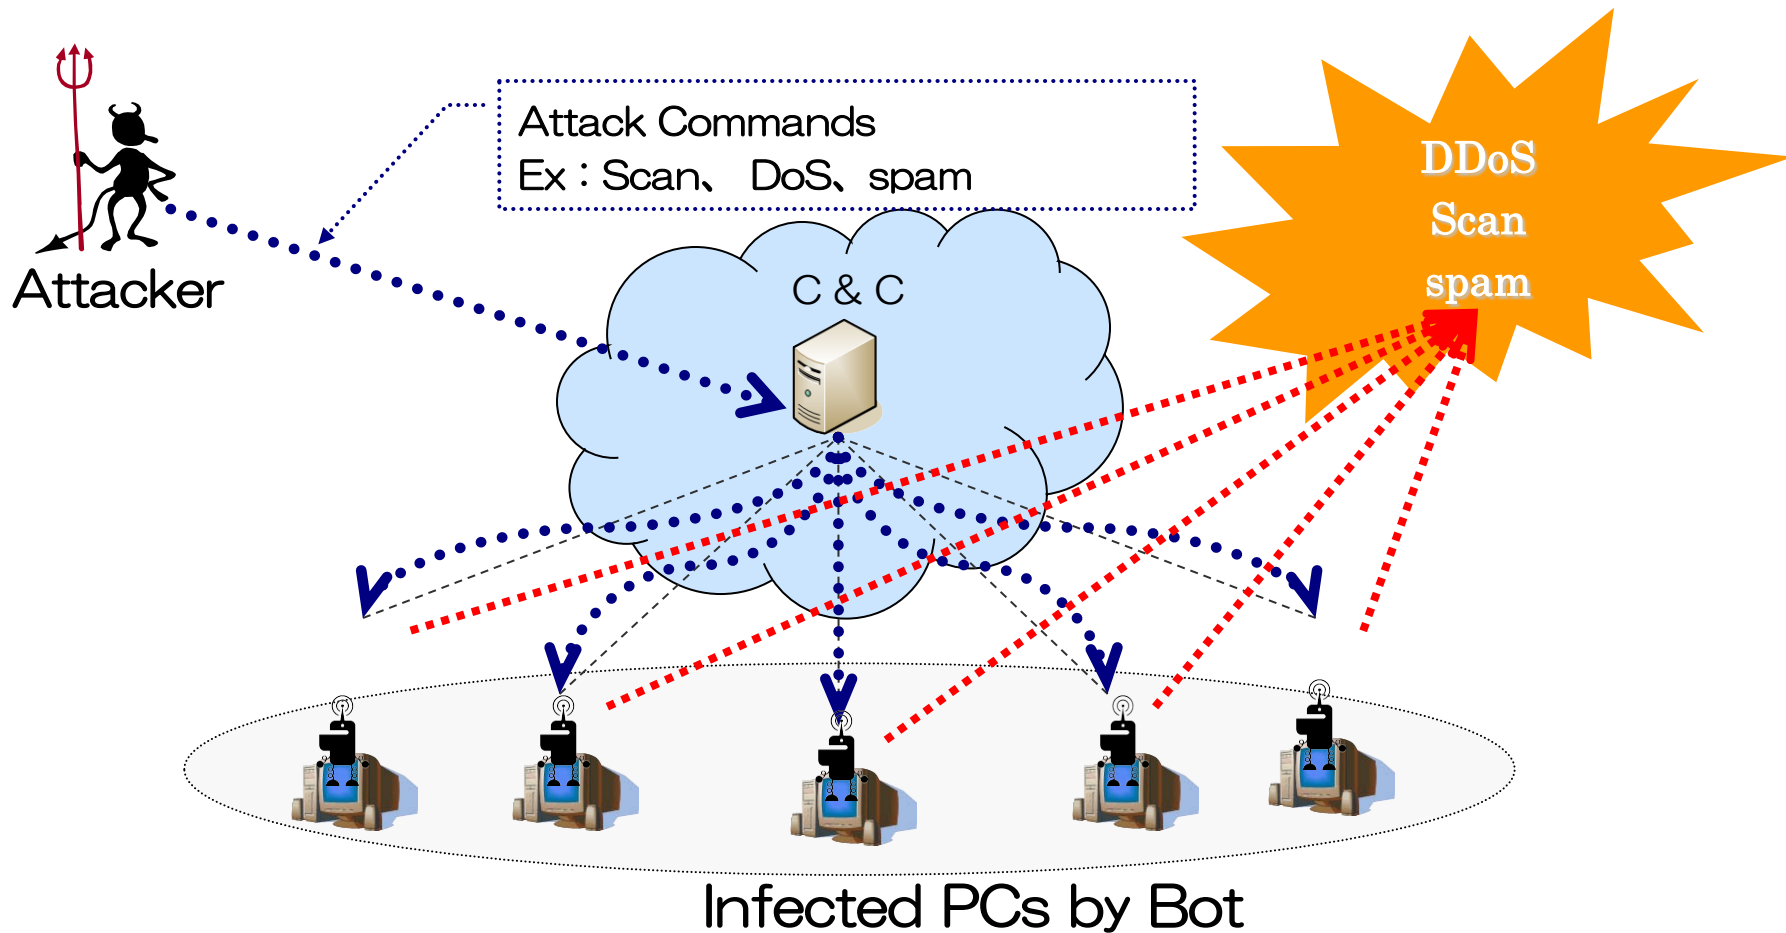 Attack Commands
Ex：Scan、 DoS、spam
DDoS
Scan
spam
Attacker
C & C
Infected PCs by Bot